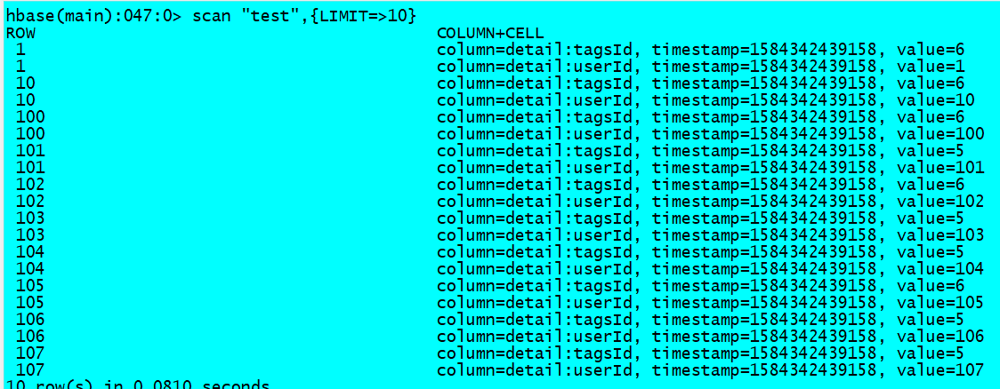 hbase(main):047:0> scan "test",{LIMIT=>10}
ROW COLUMN+CELL
1 column=detail:tagsId, timestamp=1584342439158, value=6
1 column=detail:userId, timestamp=1584342439158, value=1
10 column=detail:tagsId, timestamp=1584342439158, value=6
10 column=detail:userId, timestamp=1584342439158, value=10
100 column=detail:tagsId, timestamp=1584342439158, value=6
100 column=detail:userId, timestamp=1584342439158, value=100
101 column=detail:tagsId, timestamp=1584342439158, value=5
101 column=detail:userId, timestamp=1584342439158, value=101
102 column=detail:tagsId, timestamp=1584342439158, value=6
102 column=detail:userId, timestamp=1584342439158, value=102
103 column=detail:tagsId, timestamp=1584342439158, value=5
103 column=detail:userId, timestamp=1584342439158, value=103
104 column=detail:tagsId, timestamp=1584342439158, value=5
104 column=detail:userId, timestamp=1584342439158, value=104
105 column=detail:tagsId, timestamp=1584342439158, value=6
105 column=detail:userId, timestamp=1584342439158, value=105
106 column=detail:tagsId, timestamp=1584342439158, value=5
106 column=detail:userId, timestamp=1584342439158, value=106
107 column=detail:tagsId, timestamp=1584342439158, value=5
107 column=detail:userId, timestamp=1584342439158, value=107
10 row(s) in 0.0810 seconds